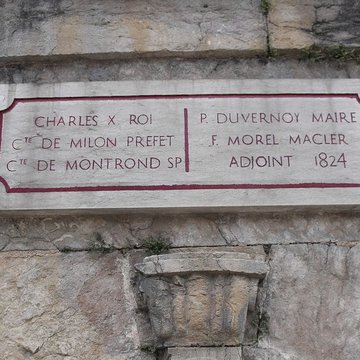 CHARLES X ROI
CTE DE MILON PREFET
CTE DE MONTROND SP
P. DUVERNOY MAIRE
F. MOREL MACLER
ADJOINT 1824